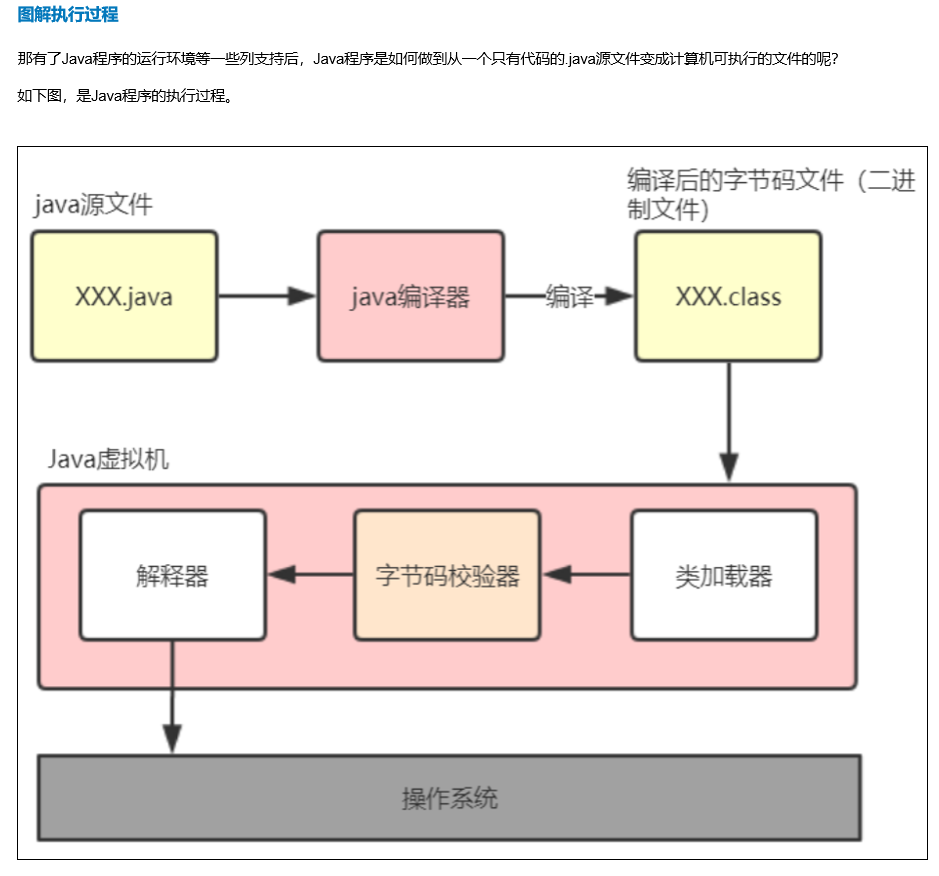 图解执行过程
那有了Java程序的运行环境等一些列支持后，Java程序是如何做到从一个只有代码的.java源文件变成计算机可执行的文件的呢？
如下图，是Java程序的执行过程。
java源文件
编译后的字节码文件（二进
制文件）
XXX.java
java编译器
编译
XXX.class
Java虚拟机
解释器
字节码校验器
类加载器
操作系统